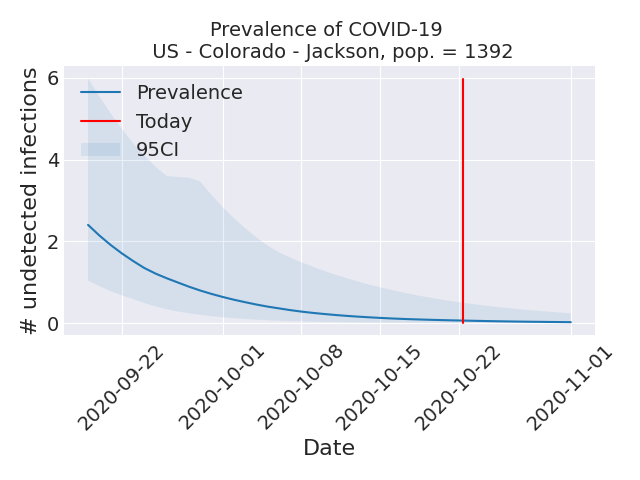 Prevalence of COVID-19
US - Colorado - Jackson, pop. = 1392
# undetected infections
6
4
2
0
Prevalence
Today
95CI
2020-09-22
2020-10-01
2020-10-08
2020-10-15
2020-10-22
2020-11-01
Date